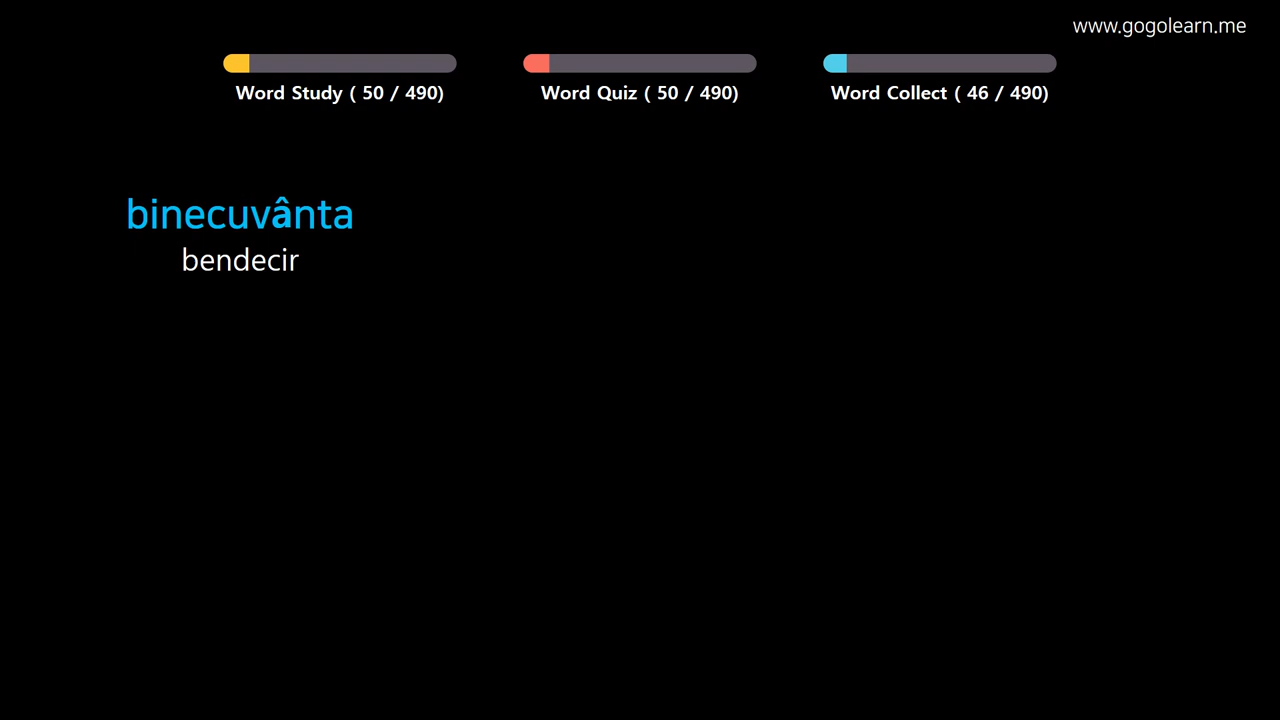 www.gogolearn.me
Word Study ( 50 / 490)
Word Quiz ( 50 / 490)
Word Collect ( 46 / 490)
binecuvânta
bendecir